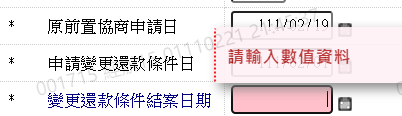 * 原前置協商申請日 111/02/19
請輸入數值資料
* 申請變更還款條件日
* 變更還款條件結案日期